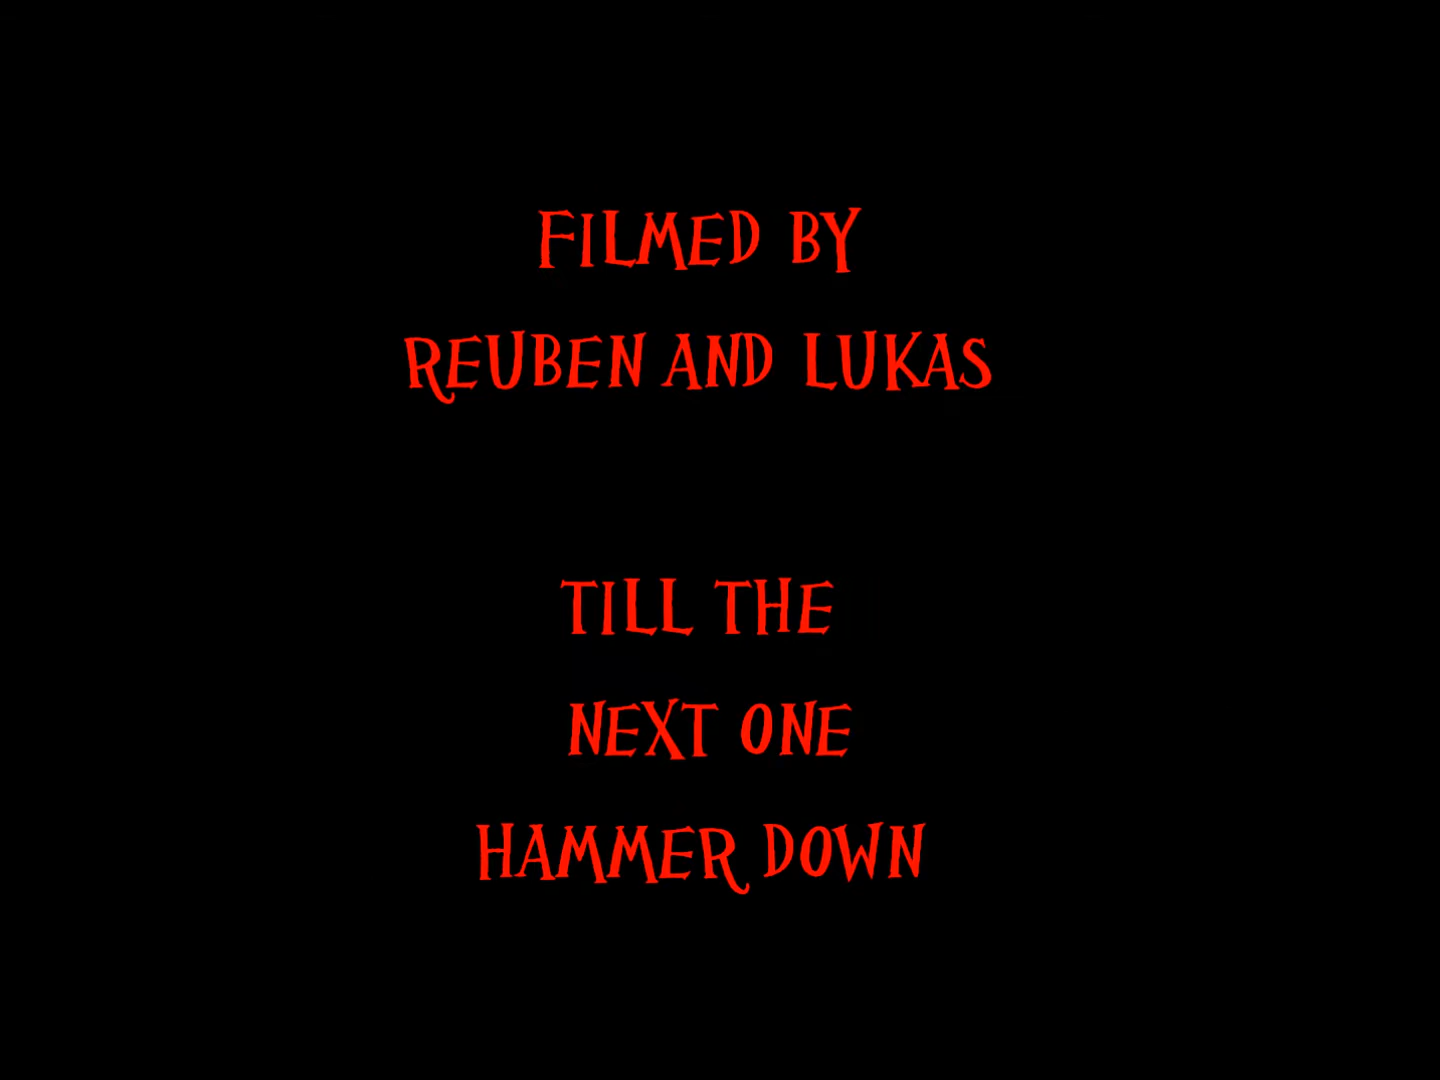 FILMED BY
REUBEN AND LUKAS
TILL THE
NEXT ONE
HAMMER DOWN